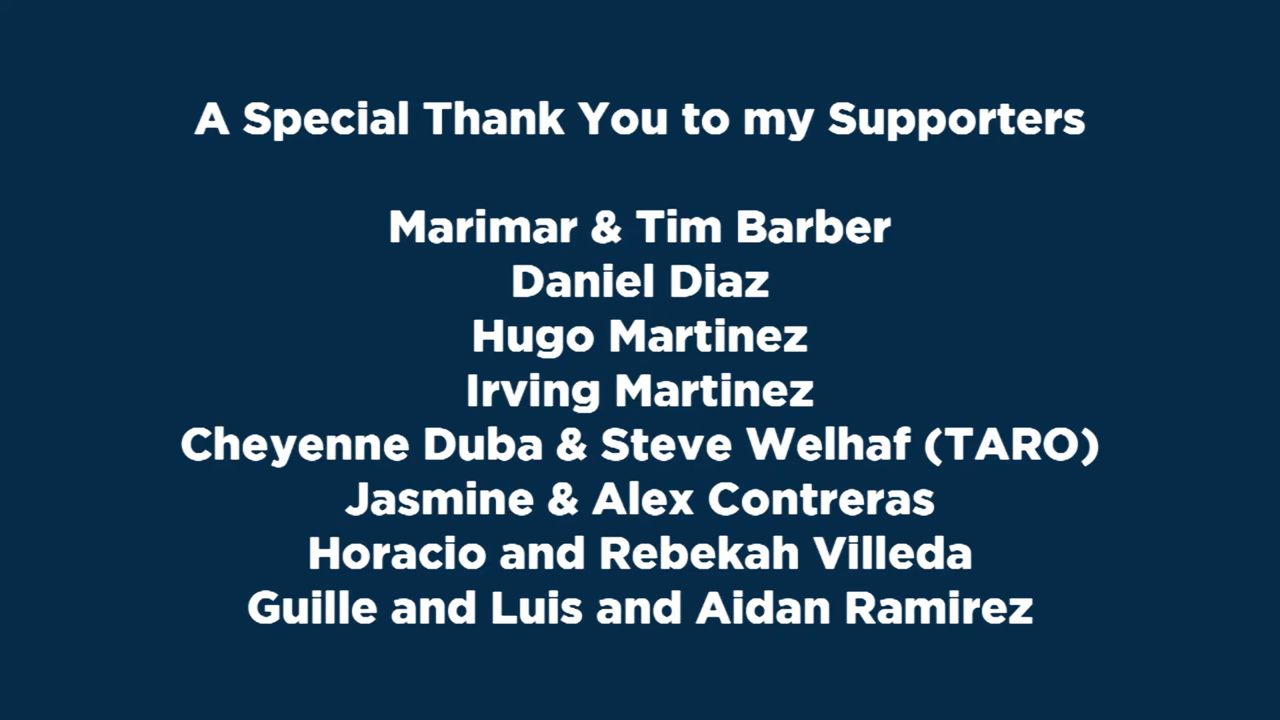 A Special Thank You to my Supporters
Marimar & Tim Barber
Daniel Diaz
Hugo Martinez
Irving Martinez
Cheyenne Duba & Steve Welhaf (TARO)
Jasmine & Alex Contreras
Horacio and Rebekah Villeda
Guille and Luis and Aidan Ramirez